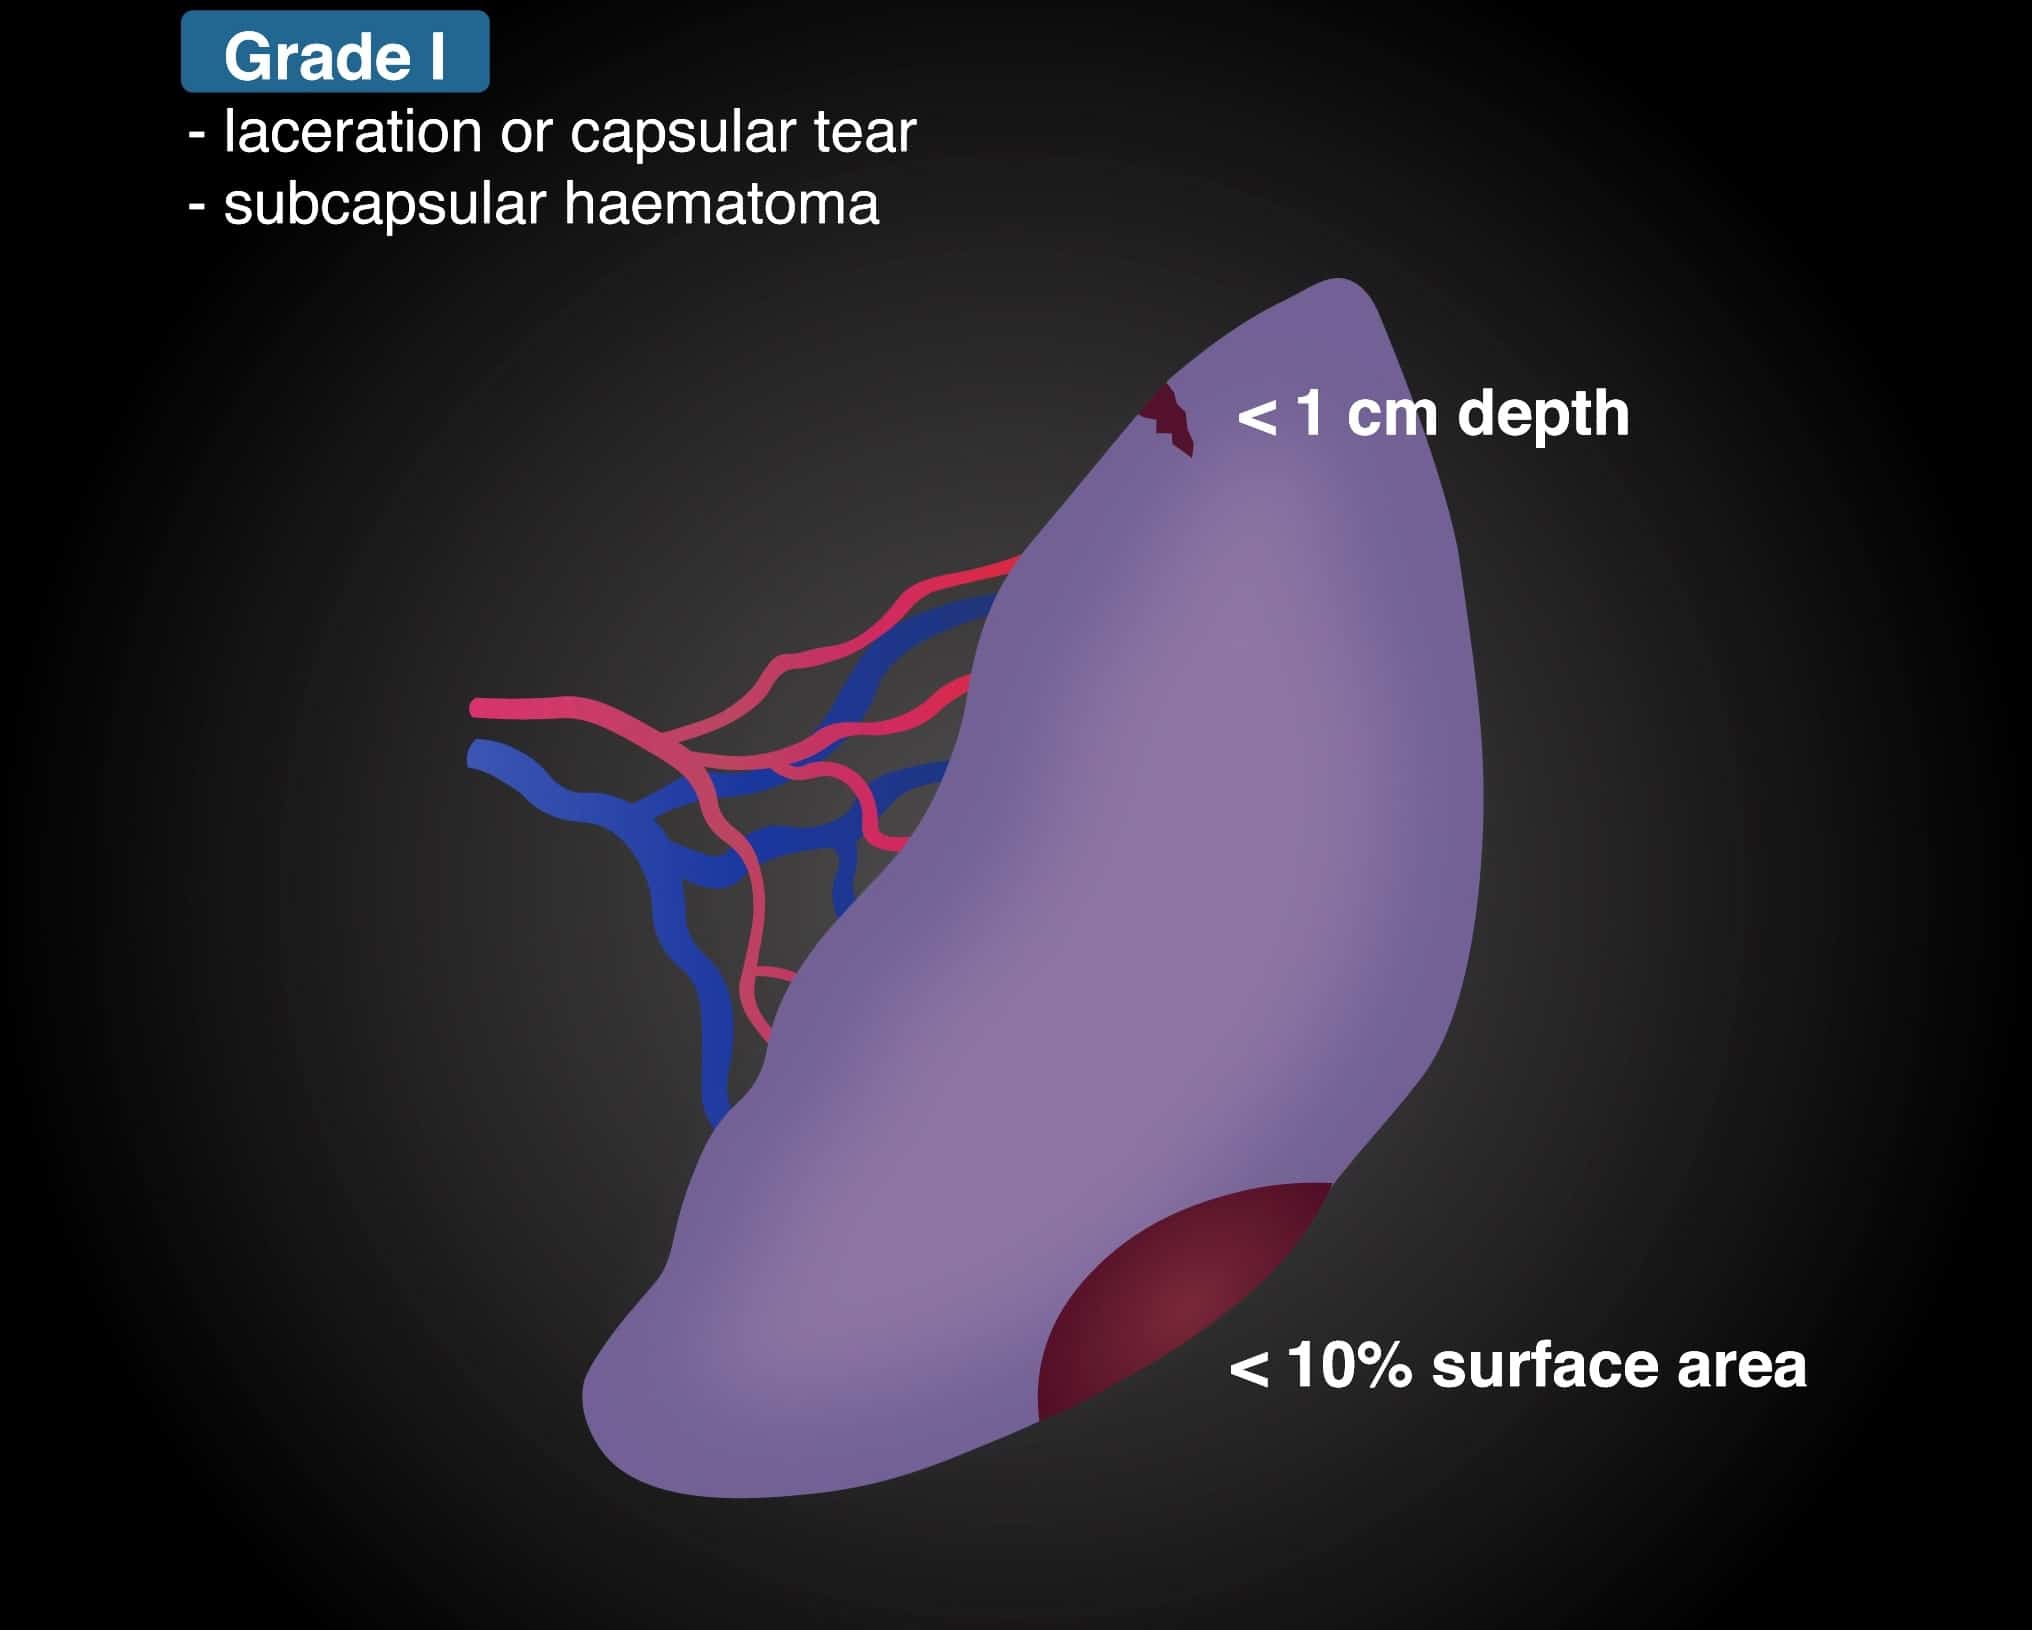 Grade I
- laceration or capsular tear
- subcapsular haematoma
< 1 cm depth
< 10% surface area